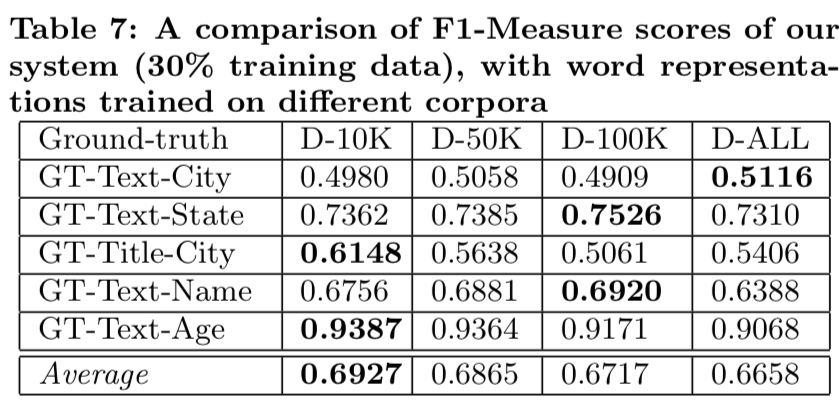 Table 7: A comparison of F1-Measure scores of our
system (30% training data), with word representa-
tions trained on different corpora
Ground-truth D-10K D-50K D-100K D-ALL
GT-Text-City 0.4980 0.5058 0.4909 0.5116
GT-Text-State 0.7362 0.7385 0.7526 0.7310
GT-Title-City 0.6148 0.5638 0.5061 0.5406
GT-Text-Name 0.6756 0.6881 0.6920 0.6388
GT-Text-Age 0.9387 0.9364 0.9171 0.9068
Average 0.6927 0.6865 0.6717 0.6658